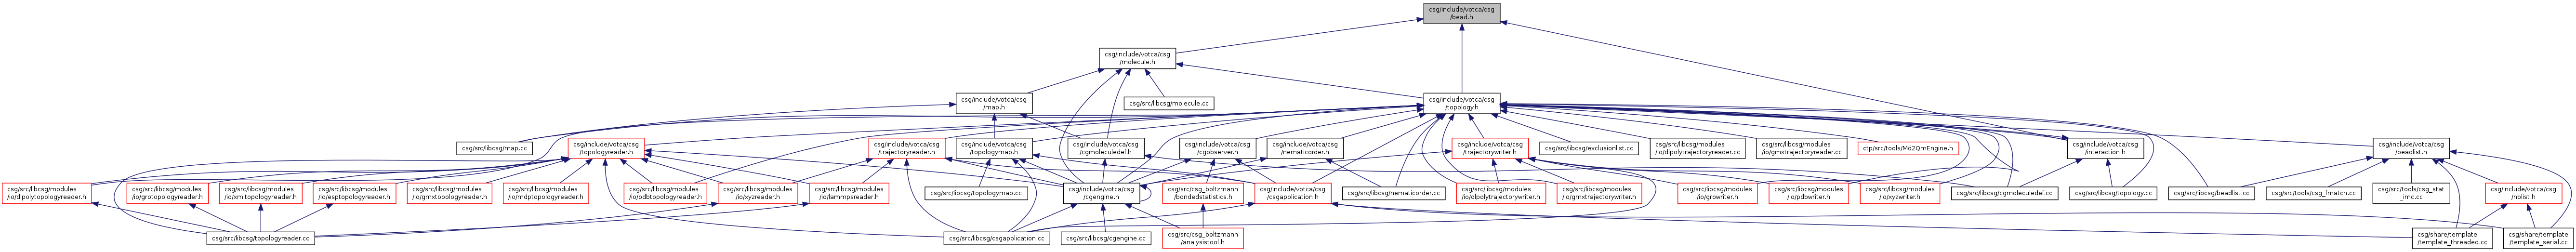 csg/include/votca/csg
/bead.h
csg/include/votca/csg
/molecule.h
csg/include/votca/csg
/map.h
csg/src/libcsg/molecule.cc
csg/include/votca/csg
/topology.h
csg/src/libcsg/map.cc
csg/include/votca/csg
/topologyreader.h
csg/include/votca/csg
/trajectoryreader.h
csg/include/votca/csg
/topologymap.h
csg/include/votca/csg
/cgmoleculedef.h
csg/include/votca/csg
/cgobserver.h
csg/include/votca/csg
/nematicorder.h
csg/include/votca/csg
/trajectorywriter.h
csg/src/libcsg/exclusionlist.cc
csg/src/libcsg/modules
/io/dlpolytrajectoryreader.cc
csg/src/libcsg/modules
/io/gmxtrajectoryreader.cc
ctp/src/tools/Md2QmEngine.h
csg/include/votca/csg
/interaction.h
csg/include/votca/csg
/beadlist.h
csg/src/libcsg/modules
/io/dlpolytopologyreader.h
csg/src/libcsg/modules
/io/grotopologyreader.h
csg/src/libcsg/modules
/io/xmltopologyreader.h
csg/src/libcsg/modules
/io/esptopologyreader.h
csg/src/libcsg/modules
/io/gmxtopologyreader.h
csg/src/libcsg/modules
/io/mdptopologyreader.h
csg/src/libcsg/modules
/io/pdbtopologyreader.h
csg/src/libcsg/modules
/io/xyzreader.h
csg/src/libcsg/modules
/io/lammpsreader.h
csg/src/libcsg/topologymap.cc
csg/include/votca/csg
/cgengine.h
csg/src/csg_boltzmann
/bondedstatistics.h
csg/include/votca/csg
/csgapplication.h
csg/src/libcsg/nematicorder.cc
csg/src/libcsg/modules
/io/dlpolytrajectorywriter.h
csg/src/libcsg/modules
/io/gmxtrajectorywriter.h
csg/src/libcsg/modules
/io/growriter.h
csg/src/libcsg/modules
/io/pdbwriter.h
csg/src/libcsg/modules
/io/xyzwriter.h
csg/src/libcsg/cgmoleculedef.cc
csg/src/libcsg/topology.cc
csg/src/libcsg/beadlist.cc
csg/src/tools/csg_fmatch.cc
csg/src/tools/csg_stat
_imc.cc
csg/include/votca/csg
/nblist.h
csg/src/libcsg/topologyreader.cc
csg/src/libcsg/csgapplication.cc
csg/src/libcsg/cgengine.cc
csg/src/csg_boltzmann
/analysistool.h
csg/share/template
/template_threaded.cc
csg/share/template
/template_serial.cc